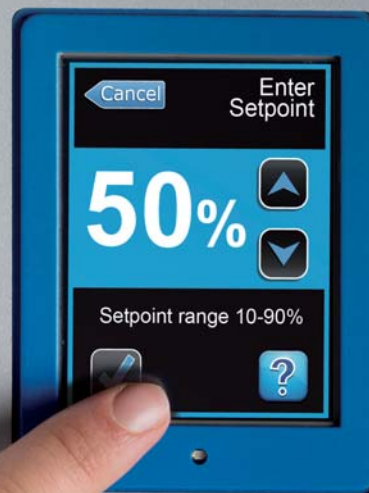 Cancel
Enter
Setpoint
50%
Setpoint range 10-90%
?